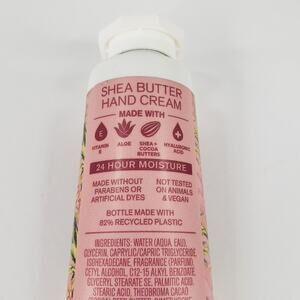 SHEA BUTTER
HAND CREAM
MADE WITH
VITAMIN E
ALOE
SHEA + COCOA BUTTERS
HYALURONIC ACID
24 HOUR MOISTURE
MADE WITHOUT PARABENS OR ARTIFICIAL DYES
NOT TESTED ON ANIMALS & VEGAN
BOTTLE MADE WITH
82% RECYCLED PLASTIC
INGREDIENTS: WATER (AQUA, EAU),
GLYCERIN, CAPRYLIC/CAPRIC TRIGLYCERIDE,
ISOHEXADECANE, FRAGRANCE (PARFUM),
CETYL ALCOHOL, C12-15 ALKYL BENZOATE,
GLYCERYL STEARATE SE, PALMITIC ACID,
STEARIC ACID, THEOBROMA CACAO